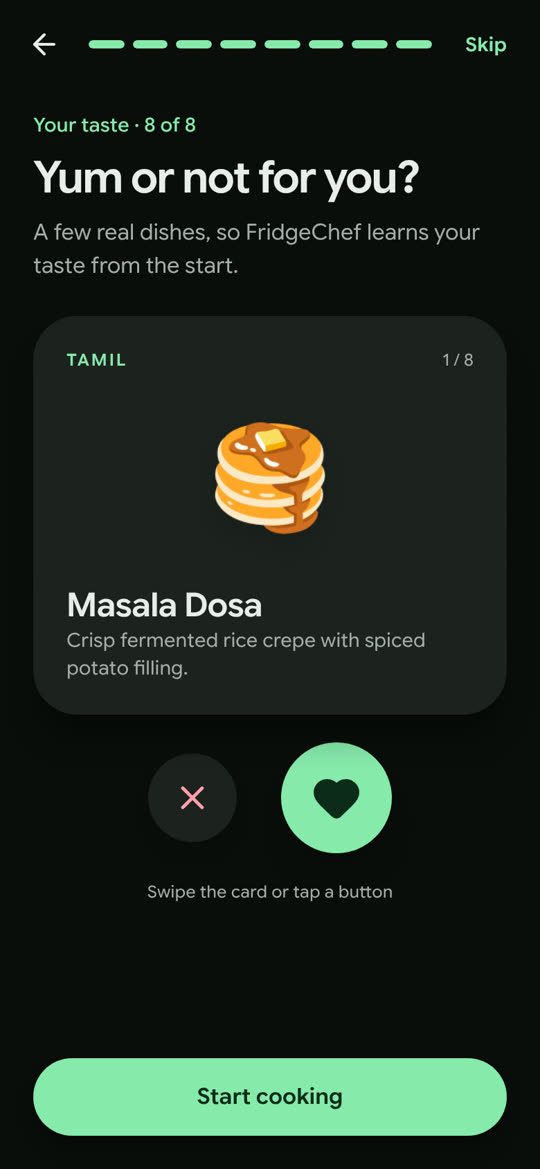 Skip
Your taste · 8 of 8
Yum or not for you?
A few real dishes, so FridgeChef learns your
taste from the start.
TAMIL
1 / 8
Masala Dosa
Crisp fermented rice crepe with spiced
potato filling.
Swipe the card or tap a button
Start cooking